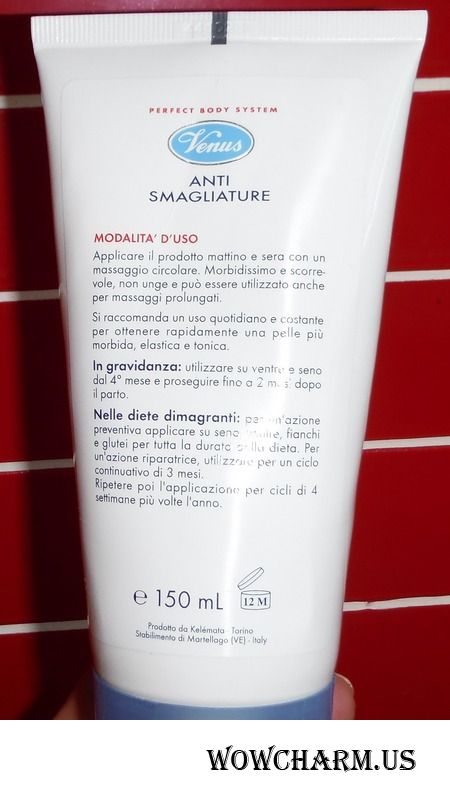 PERFECT BODY SYSTEM
Venus
ANTI
SMAGLIATURE
MODALITA' D'USO
Applicare il prodotto mattino e sera con un
massaggio circolare. Morbidissimo e scorre-
vole, non unge e può essere utilizzato anche
per massaggi prolungati.
Si raccomanda un uso quotidiano e costante
per ottenere rapidamente una pelle più
morbida, elastica e tonica.
In gravidanza: utilizzare su ventre e seno
dal 4° mese e proseguire fino a 2 mesi dopo
il parto.
Nelle diete dimagranti: per un'azione
preventiva applicare su seno, ventre, fianchi
e glutei per tutta la durata della dieta. Per
un'azione riparatrice, utilizzare per un ciclo
continuativo di 3 mesi.
Ripetere poi l'applicazione per cicli di 4
settimane più volte l'anno.
e 150 mL 12 M
Prodotto da Kelémata - Torino
Stabilimento di Martellago (VE) - Italy
WOWCHARM.US